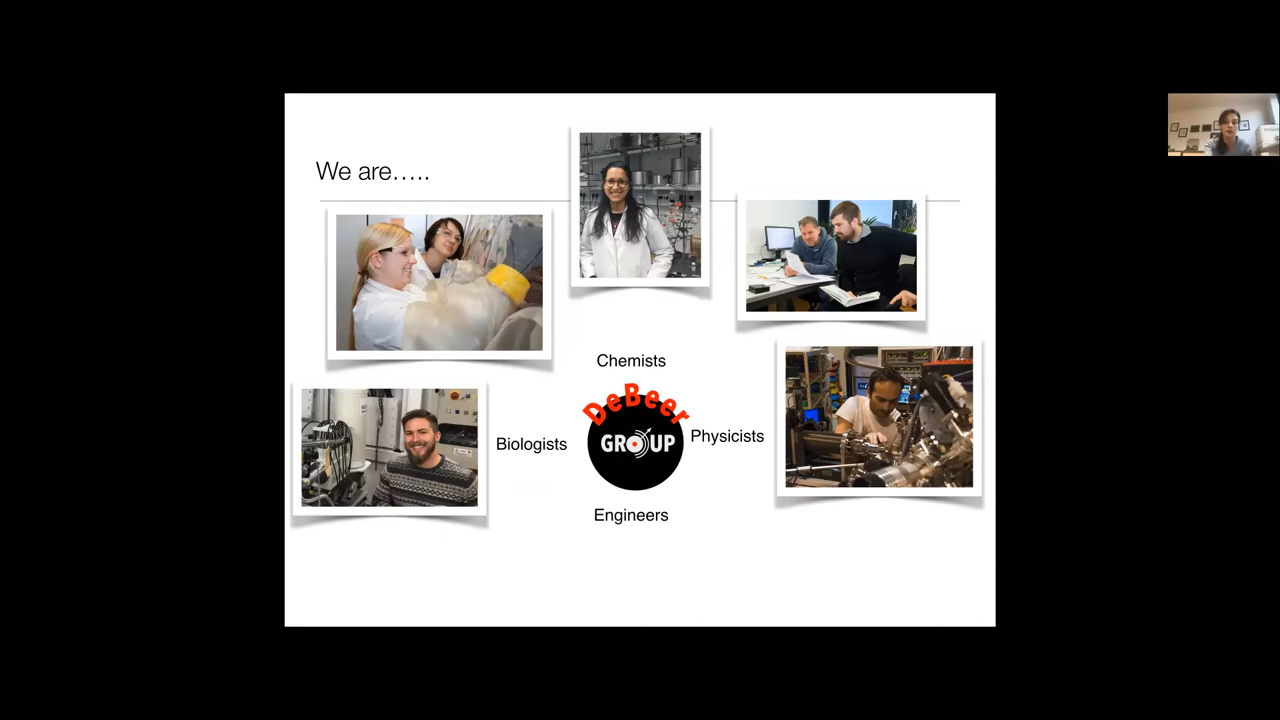 We are.....
Chemists
DeBeer
GROUP
Biologists
Physicists
Engineers